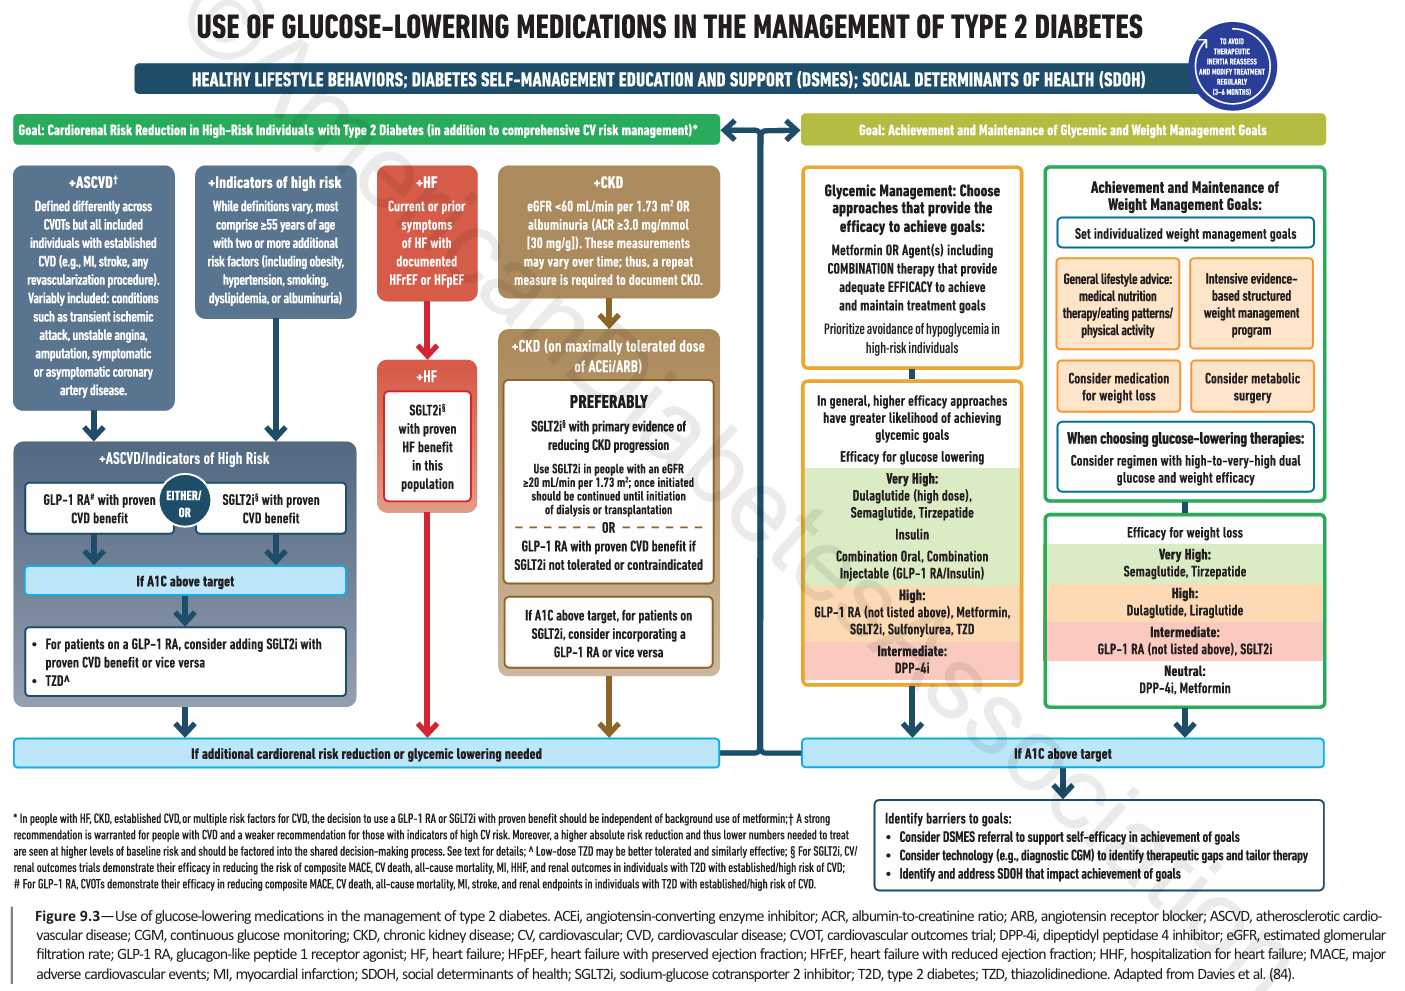 USE OF GLUCOSE-LOWERING MEDICATIONS IN THE MANAGEMENT OF TYPE 2 DIABETES
HEALTHY LIFESTYLE BEHAVIORS; DIABETES SELF-MANAGEMENT EDUCATION AND SUPPORT (DSMES); SOCIAL DETERMINANTS OF HEALTH (SDOH)
TO AVOID
THERAPEUTIC
INERTIA REASSESS
AND MODIFY TREATMENT
REGULARLY
(3–6 MONTHS)
Goal: Cardiorenal Risk Reduction in High-Risk Individuals with Type 2 Diabetes (in addition to comprehensive CV risk management)*
+ASCVD†
Defined differently across
CVOTs but all included
individuals with established
CVD (e.g., MI, stroke, any
revascularization procedure).
Variably included: conditions
such as transient ischemic
attack, unstable angina,
amputation, symptomatic
or asymptomatic coronary
artery disease.
+Indicators of high risk
While definitions vary, most
comprise ≥55 years of age
with two or more additional
risk factors (including obesity,
hypertension, smoking,
dyslipidemia, or albuminuria)
+HF
Current or prior
symptoms
of HF with
documented
HFrEF or HFpEF
+CKD
eGFR <60 mL/min per 1.73 m² OR
albuminuria (ACR ≥3.0 mg/mmol
[30 mg/g]). These measurements
may vary over time; thus, a repeat
measure is required to document CKD.
+ASCVD/Indicators of High Risk
GLP-1 RA# with proven
CVD benefit
EITHER/
OR
SGLT2i§ with proven
CVD benefit
If A1C above target
• For patients on a GLP-1 RA, consider adding SGLT2i with
proven CVD benefit or vice versa
• TZD^
+HF
SGLT2i§
with proven
HF benefit
in this
population
+CKD (on maximally tolerated dose
of ACEi/ARB)
PREFERABLY
SGLT2i§ with primary evidence of
reducing CKD progression
Use SGLT2i in people with an eGFR
≥20 mL/min per 1.73 m²; once initiated
should be continued until initiation
of dialysis or transplantation
OR
GLP-1 RA with proven CVD benefit if
SGLT2i not tolerated or contraindicated
If A1C above target, for patients on
SGLT2i, consider incorporating a
GLP-1 RA or vice versa
If additional cardiorenal risk reduction or glycemic lowering needed
Goal: Achievement and Maintenance of Glycemic and Weight Management Goals
Glycemic Management: Choose
approaches that provide the
efficacy to achieve goals:
Metformin OR Agent(s) including
COMBINATION therapy that provide
adequate EFFICACY to achieve
and maintain treatment goals
Prioritize avoidance of hypoglycemia in
high-risk individuals
In general, higher efficacy approaches
have greater likelihood of achieving
glycemic goals
Efficacy for glucose lowering
Very High:
Dulaglutide (high dose),
Semaglutide, Tirzepatide
Insulin
Combination Oral, Combination
Injectable (GLP-1 RA/Insulin)
High:
GLP-1 RA (not listed above), Metformin,
SGLT2i, Sulfonylurea, TZD
Intermediate:
DPP-4i
Achievement and Maintenance of
Weight Management Goals:
Set individualized weight management goals
General lifestyle advice:
medical nutrition
therapy/eating patterns/
physical activity
Intensive evidence-
based structured
weight management
program
Consider medication
for weight loss
Consider metabolic
surgery
When choosing glucose-lowering therapies:
Consider regimen with high-to-very-high dual
glucose and weight efficacy
Efficacy for weight loss
Very High:
Semaglutide, Tirzepatide
High:
Dulaglutide, Liraglutide
Intermediate:
GLP-1 RA (not listed above), SGLT2i
Neutral:
DPP-4i, Metformin
If A1C above target
Identify barriers to goals:
• Consider DSMES referral to support self-efficacy in achievement of goals
• Consider technology (e.g., diagnostic CGM) to identify therapeutic gaps and tailor therapy
• Identify and address SDOH that impact achievement of goals
* In people with HF, CKD, established CVD, or multiple risk factors for CVD, the decision to use a GLP-1 RA or SGLT2i with proven benefit should be independent of background use of metformin;† A strong
recommendation is warranted for people with CVD and a weaker recommendation for those with indicators of high CV risk. Moreover, a higher absolute risk reduction and thus lower numbers needed to treat
are seen at higher levels of baseline risk and should be factored into the shared decision-making process. See text for details; ^ Low-dose TZD may be better tolerated and similarly effective; § For SGLT2i, CV/
renal outcomes trials demonstrate their efficacy in reducing the risk of composite MACE, CV death, all-cause mortality, MI, HHF, and renal outcomes in individuals with T2D with established/high risk of CVD;
# For GLP-1 RA, CVOTs demonstrate their efficacy in reducing composite MACE, CV death, all-cause mortality, MI, stroke, and renal endpoints in individuals with T2D with established/high risk of CVD.
Figure 9.3—Use of glucose-lowering medications in the management of type 2 diabetes. ACEi, angiotensin-converting enzyme inhibitor; ACR, albumin-to-creatinine ratio; ARB, angiotensin receptor blocker; ASCVD, atherosclerotic cardio-
vascular disease; CGM, continuous glucose monitoring; CKD, chronic kidney disease; CV, cardiovascular; CVD, cardiovascular disease; CVOT, cardiovascular outcomes trial; DPP-4i, dipeptidyl peptidase 4 inhibitor; eGFR, estimated glomerular
filtration rate; GLP-1 RA, glucagon-like peptide 1 receptor agonist; HF, heart failure; HFpEF, heart failure with preserved ejection fraction; HFrEF, heart failure with reduced ejection fraction; HHF, hospitalization for heart failure; MACE, major
adverse cardiovascular events; MI, myocardial infarction; SDOH, social determinants of health; SGLT2i, sodium-glucose cotransporter 2 inhibitor; T2D, type 2 diabetes; TZD, thiazolidinedione. Adapted from Davies et al. (84).
©American Diabetes Association